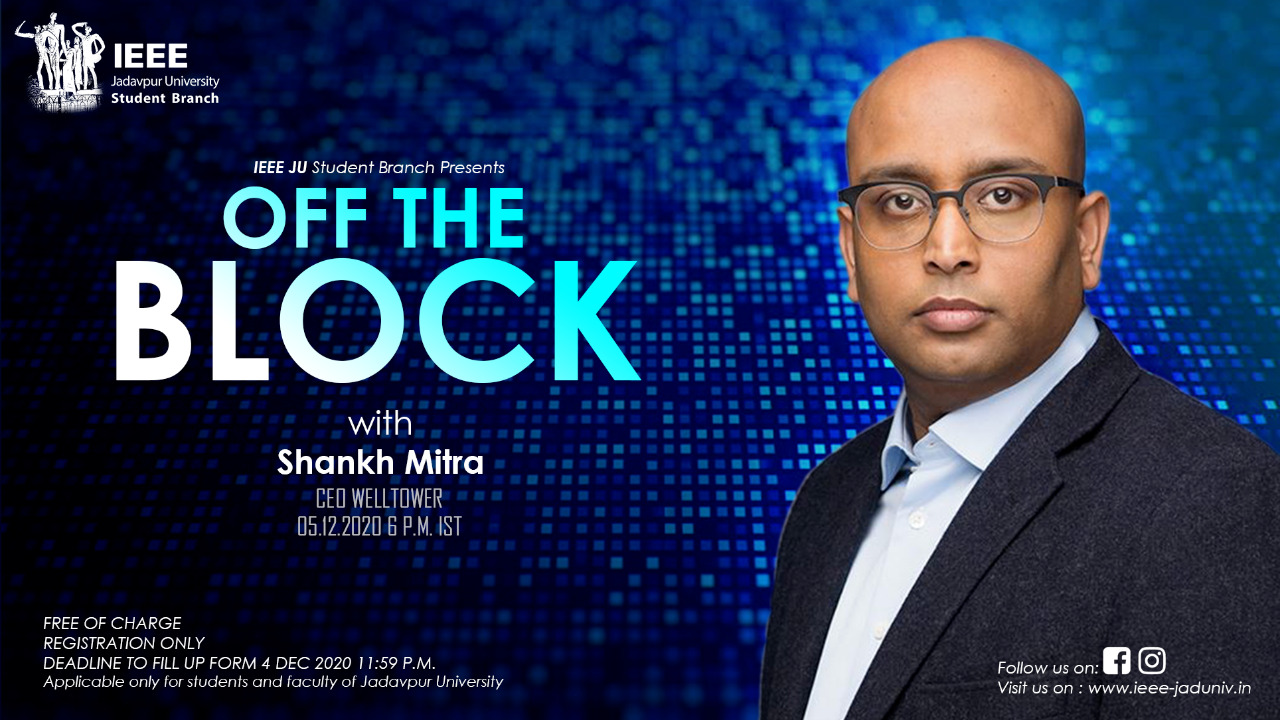 IEEE
Jadavpur University
Student Branch
IEEE JU Student Branch Presents
OFF THE
BLOCK
with
Shankh Mitra
CEO WELLTOWER
05.12.2020 6 P.M. IST
FREE OF CHARGE
REGISTRATION ONLY
DEADLINE TO FILL UP FORM 4 DEC 2020 11:59 P.M.
Applicable only for students and faculty of Jadavpur University
Follow us on:
Visit us on : www.ieee-jaduniv.in